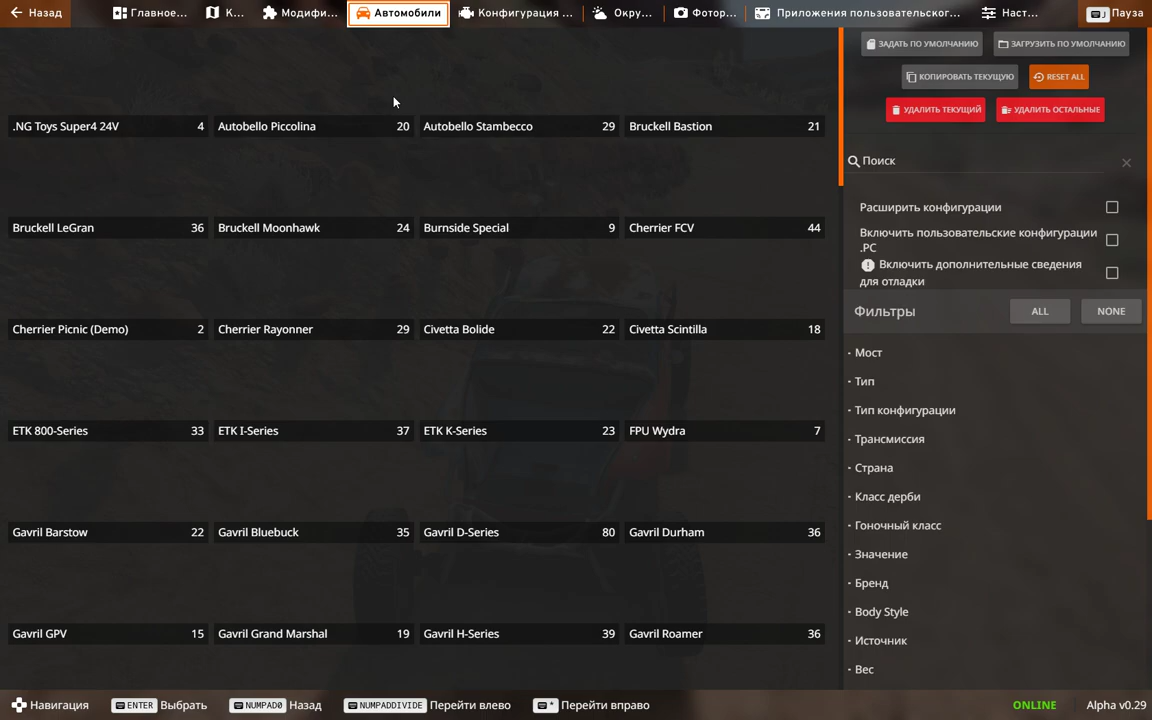 Назад Главное... К... Модифи... Автомобили Конфигурация ... Окру... Фотор... Приложения пользовательског... Наст... J Пауза
ЗАДАТЬ ПО УМОЛЧАНИЮ ЗАГРУЗИТЬ ПО УМОЛЧАНИЮ
КОПИРОВАТЬ ТЕКУЩУЮ RESET ALL
УДАЛИТЬ ТЕКУЩИЙ УДАЛИТЬ ОСТАЛЬНЫЕ
.NG Toys Super4 24V 4 Autobello Piccolina 20 Autobello Stambecco 29 Bruckell Bastion 21
Поиск
Расширить конфигурации
Bruckell LeGran 36 Bruckell Moonhawk 24 Burnside Special 9 Cherrier FCV 44
Включить пользовательские конфигурации
.PC
Включить дополнительные сведения
для отладки
Фильтры ALL NONE
Cherrier Picnic (Demo) 2 Cherrier Rayonner 29 Civetta Bolide 22 Civetta Scintilla 18
- Мост
- Тип
- Тип конфигурации
ETK 800-Series 33 ETK I-Series 37 ETK K-Series 23 FPU Wydra 7
- Трансмиссия
- Страна
- Класс дерби
- Гоночный класс
Gavril Barstow 22 Gavril Bluebuck 35 Gavril D-Series 80 Gavril Durham 36
- Значение
- Бренд
- Body Style
Gavril GPV 15 Gavril Grand Marshal 19 Gavril H-Series 39 Gavril Roamer 36
- Источник
- Вес
Навигация ENTER Выбрать NUMPAD0 Назад NUMPADDIVIDE Перейти влево * Перейти вправо ONLINE Alpha v0.29